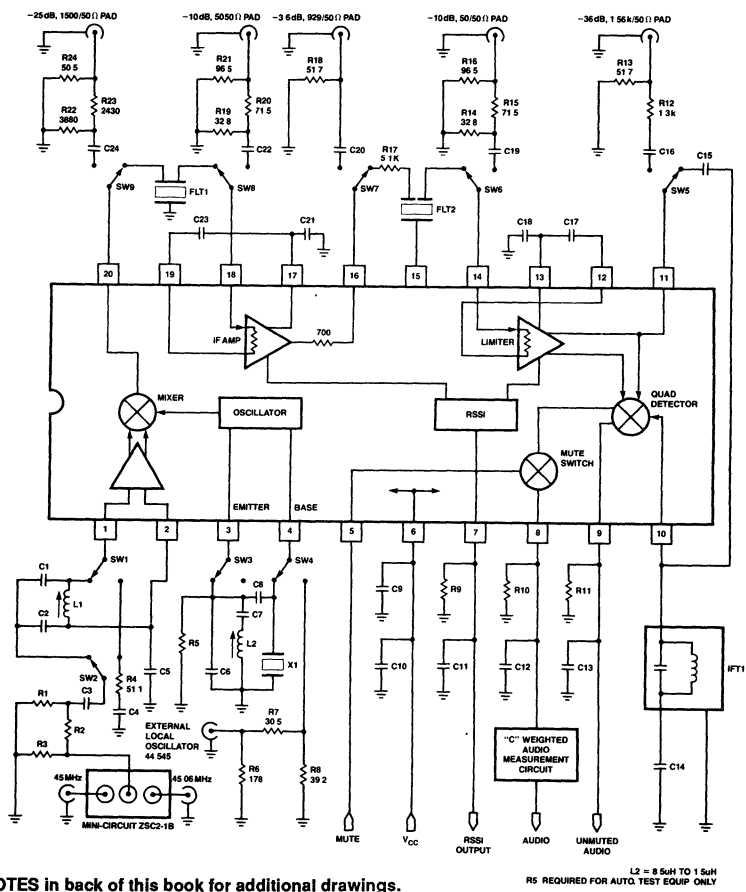 −25dB, 1500/50Ω PAD
−10dB, 5050Ω PAD
−3 6dB, 929/50Ω PAD
−10dB, 50/50Ω PAD
−36dB, 1 56k/50Ω PAD
R24
50 5
R23
2430
R22
3880
C24
R21
96 5
R20
71 5
R19
32 8
C22
R18
51 7
C20
R17
5 1K
R16
96 5
R15
71 5
R14
32 8
C19
R13
51 7
R12
1 3k
C16
C15
SW9
FLT1
SW8
SW7
FLT2
SW6
SW5
C23
C21
C18
C17
20
19
18
17
16
15
14
13
12
11
IF AMP
700
LIMITER
MIXER
OSCILLATOR
RSSI
QUAD
DETECTOR
MUTE
SWITCH
EMITTER
BASE
1
2
3
4
5
6
7
8
9
10
SW1
SW3
SW4
C1
L1
C2
C8
C7
L2
R5
C6
X1
C9
R9
R10
R11
C10
C11
C12
C13
IFT1
SW2
R4
51 1
C5
C3
C4
R1
R2
R3
EXTERNAL
LOCAL
OSCILLATOR
44 545
R7
30 5
R6
178
R8
39 2
"C" WEIGHTED
AUDIO
MEASUREMENT
CIRCUIT
C14
45 MHz
45 06 MHz
MINI-CIRCUIT ZSC2-1B
MUTE
VCC
RSSI
OUTPUT
AUDIO
UNMUTED
AUDIO
L2 = 8 5uH TO 1 5uH
R5 REQUIRED FOR AUTO. TEST EQUIP ONLY
OTES in back of this book for additional drawings.